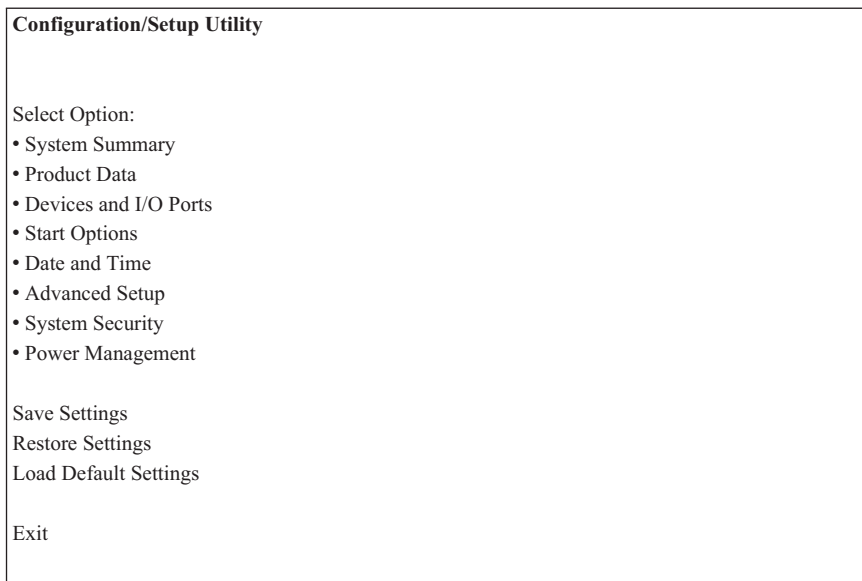 Configuration/Setup Utility
Select Option:
• System Summary
• Product Data
• Devices and I/O Ports
• Start Options
• Date and Time
• Advanced Setup
• System Security
• Power Management
Save Settings
Restore Settings
Load Default Settings
Exit